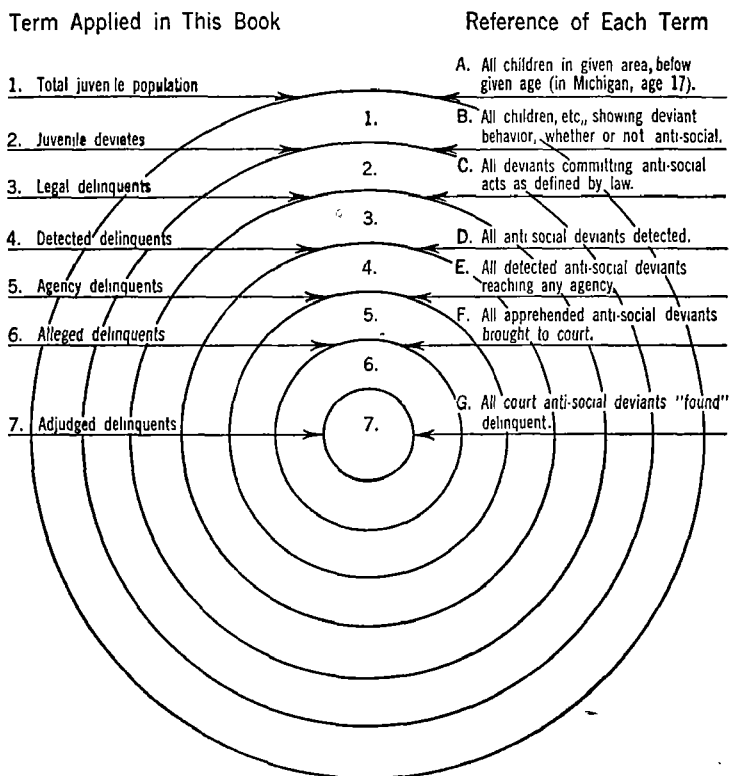 Term Applied in This Book
Reference of Each Term
1. Total juvenile population
2. Juvenile deviates
3. Legal delinquents
4. Detected delinquents
5. Agency delinquents
6. Alleged delinquents
7. Adjudged delinquents
A. All children in given area, below
given age (in Michigan, age 17).
B. All children, etc., showing deviant
behavior, whether or not anti-social.
C. All deviants committing anti-social
acts as defined by law.
D. All anti social deviants detected.
E. All detected anti-social deviants
reaching any agency
F. All apprehended anti-social deviants
brought to court.
G. All court anti-social deviants "found"
delinquent.
1.
2.
3.
4.
5.
6.
7.